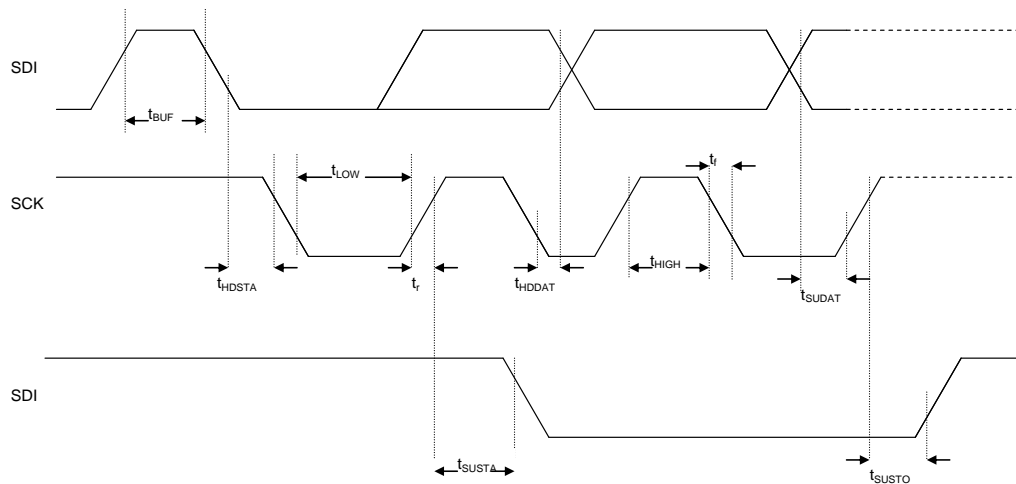 SDI
tBUF
tLOW
tf
SCK
tHDSTA
tr
tHDDAT
tHIGH
tSUDAT
SDI
tSUSTA
tSUSTO